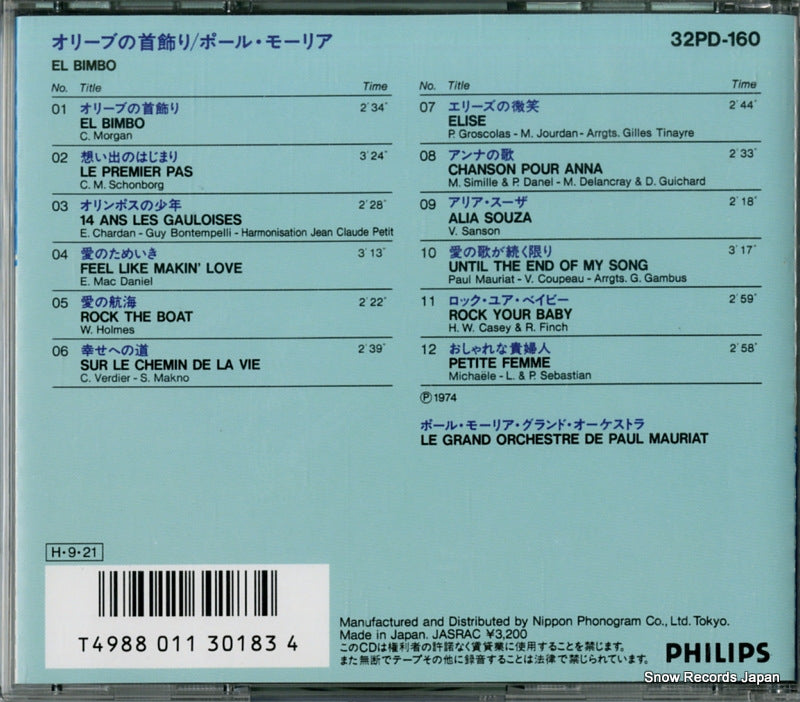 オリーブの首飾り/ポール・モーリア
32PD-160
EL BIMBO
No. Title Time
01 オリーブの首飾り 2′34″
EL BIMBO
C. Morgan
02 想い出のはじまり 3′24″
LE PREMIER PAS
C. M. Schonborg
03 オリンポスの少年 2′28″
14 ANS LES GAULOISES
E. Chardan - Guy Bontempelli - Harmonisation Jean Claude Petit
04 愛のためいき 3′13″
FEEL LIKE MAKIN' LOVE
E. Mac Daniel
05 愛の航海 2′22″
ROCK THE BOAT
W. Holmes
06 幸せへの道 2′39″
SUR LE CHEMIN DE LA VIE
C. Verdier - S. Makno
No. Title Time
07 エリーズの微笑 2′44″
ELISE
P. Groscolas - M. Jourdan - Arrgts. Gilles Tinayre
08 アンナの歌 2′33″
CHANSON POUR ANNA
M. Simille & P. Danel - M. Delancray & D. Guichard
09 アリア・スーザ 2′18″
ALIA SOUZA
V. Sanson
10 愛の歌が続く限り 3′17″
UNTIL THE END OF MY SONG
Paul Mauriat - V. Coupeau - Arrgts. G. Gambus
11 ロック・ユア・ベイビー 2′59″
ROCK YOUR BABY
H. W. Casey & R. Finch
12 おしゃれな貴婦人 2′58″
PETITE FEMME
Michaële - L. & P. Sebastian
Ⓟ1974
ポール・モーリア・グランド・オーケストラ
LE GRAND ORCHESTRE DE PAUL MAURIAT
H・9・21
T4988 011 30183 4
Manufactured and Distributed by Nippon Phonogram Co., Ltd. Tokyo.
Made in Japan. JASRAC ¥3,200
このCDは権利者の許諾なく賃貸業に使用することを禁じます。
また無断でテープその他に録音することは法律で禁じられています。
PHILIPS
Snow Records Japan